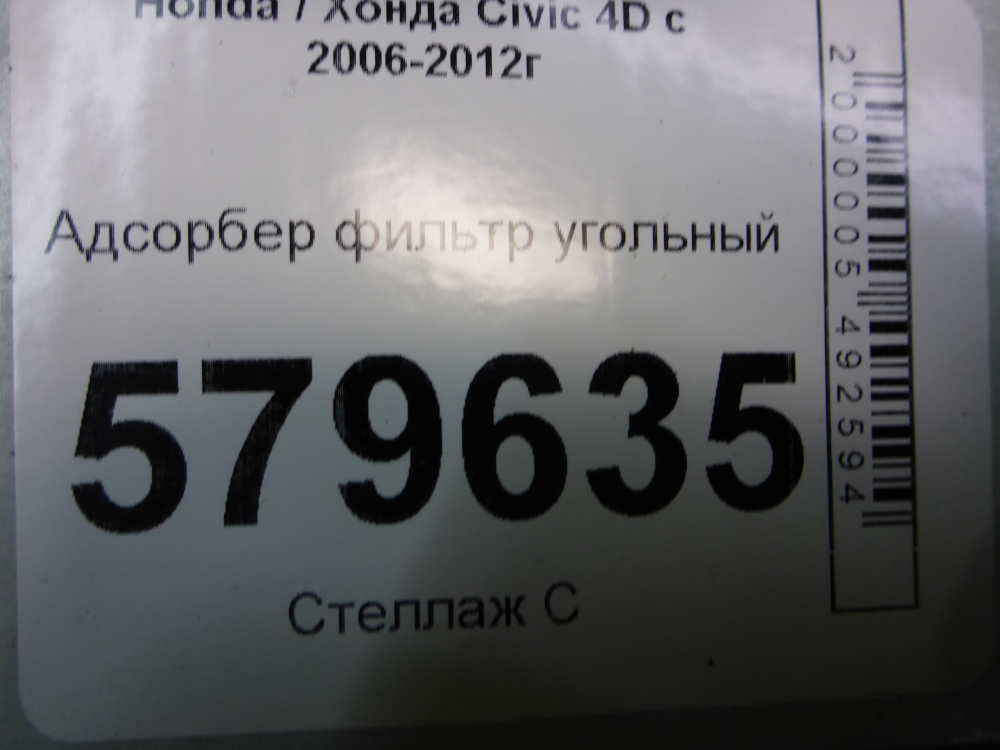 Honda / Хонда Civic 4D с
2006-2012г
Адсорбер фильтр угольный
579635
Стеллаж С
2000005492594